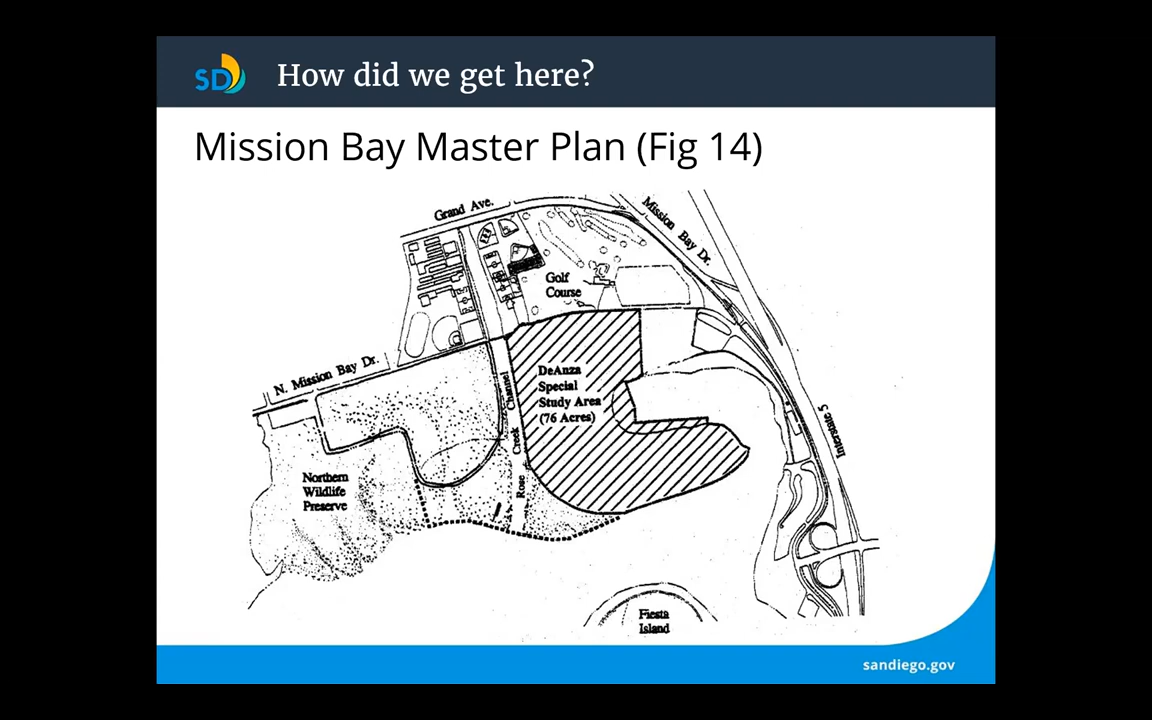 SD
How did we get here?
Mission Bay Master Plan (Fig 14)
Grand Ave.
Mission Bay Dr.
Golf
Course
N. Mission Bay Dr.
DeAnza
Special
Study Area
(76 Acres)
Rose Creek Channel
Interstate 5
Northern
Wildlife
Preserve
Fiesta
Island
sandiego.gov